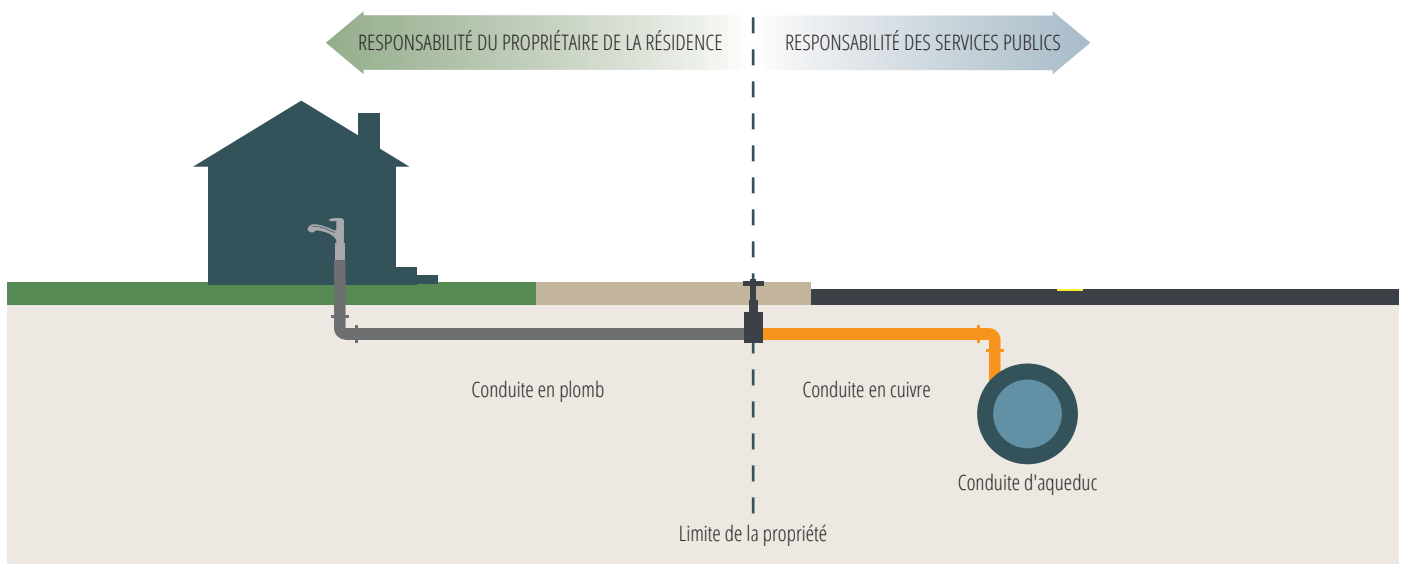 RESPONSABILITÉ DU PROPRIÉTAIRE DE LA RÉSIDENCE
RESPONSABILITÉ DES SERVICES PUBLICS
Conduite en plomb
Conduite en cuivre
Conduite d'aqueduc
Limite de la propriété